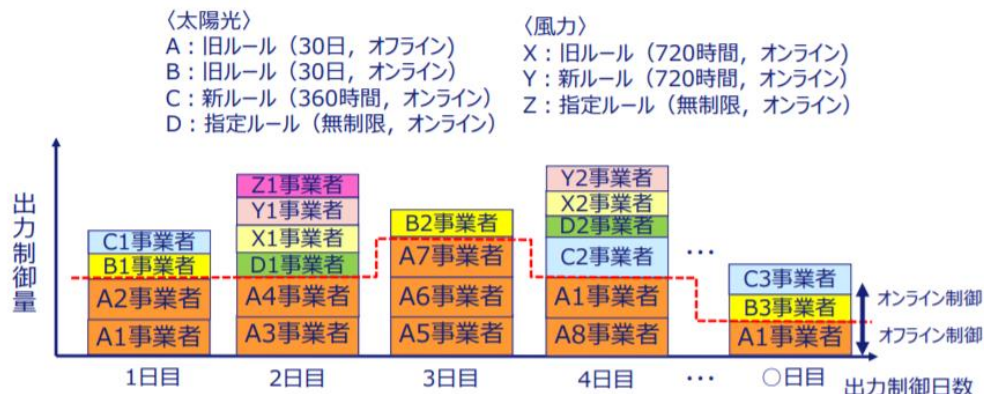 〈太陽光〉
A：旧ルール（30日，オフライン)
B：旧ルール（30日，オンライン）
C：新ルール（360時間，オンライン）
D：指定ルール（無制限，オンライン）
〈風力〉
X：旧ルール（720時間，オンライン）
Y：新ルール（720時間，オンライン）
Z：指定ルール（無制限，オンライン）
出力制御量
C1事業者
B1事業者
A2事業者
A1事業者
1日目
Z1事業者
Y1事業者
X1事業者
D1事業者
A4事業者
A3事業者
2日目
B2事業者
A7事業者
A6事業者
A5事業者
3日目
Y2事業者
X2事業者
D2事業者
C2事業者
A1事業者
A8事業者
4日目
…
…
C3事業者
B3事業者
A1事業者
○日目
オンライン制御
オフライン制御
出力制御日数